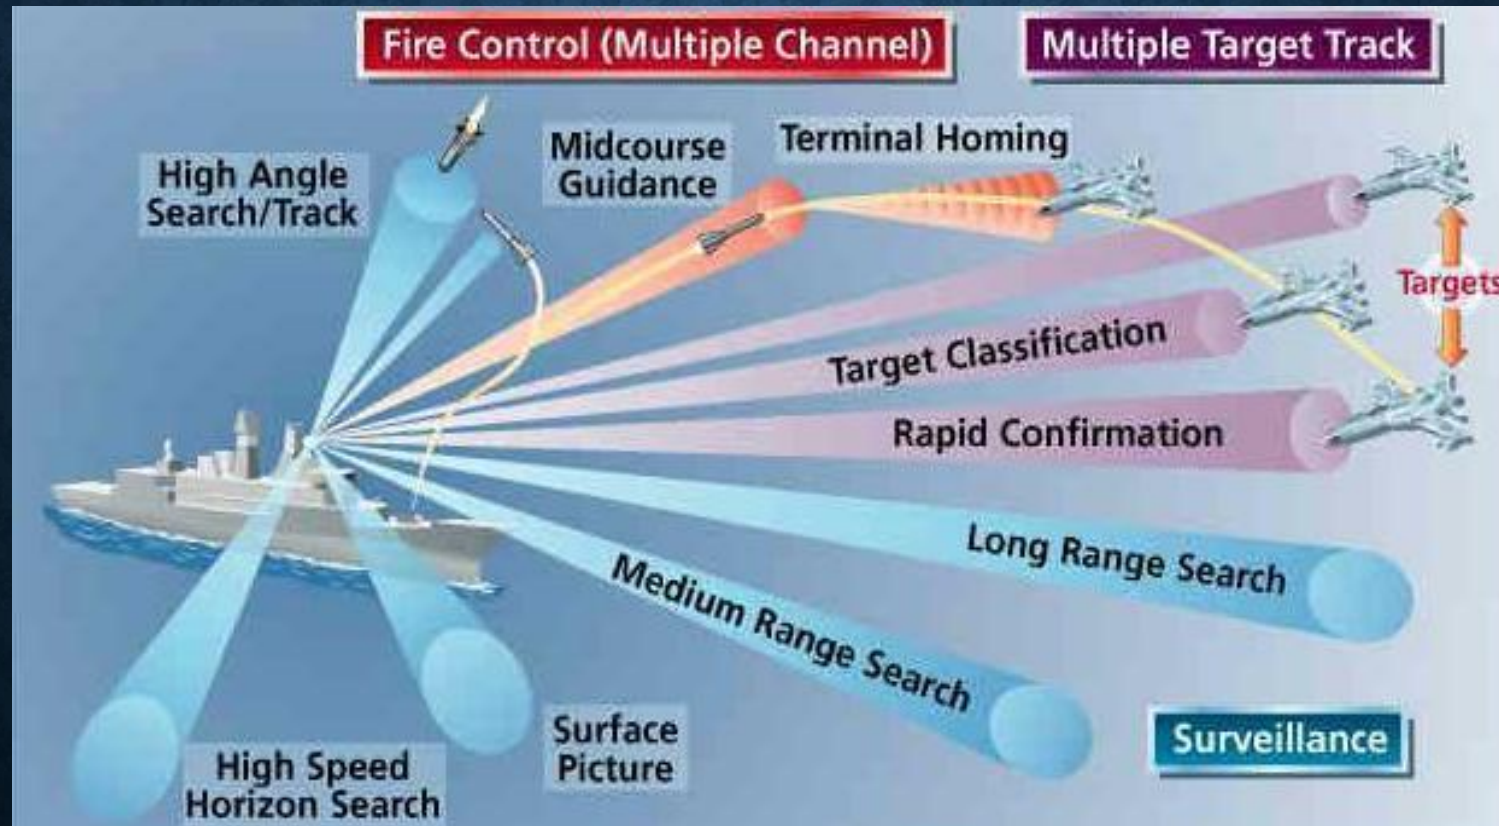 Fire Control (Multiple Channel)
Multiple Target Track
High Angle
Search/Track
Midcourse
Guidance
Terminal Homing
Targets
Target Classification
Rapid Confirmation
Long Range Search
Medium Range Search
Surface
Picture
High Speed
Horizon Search
Surveillance